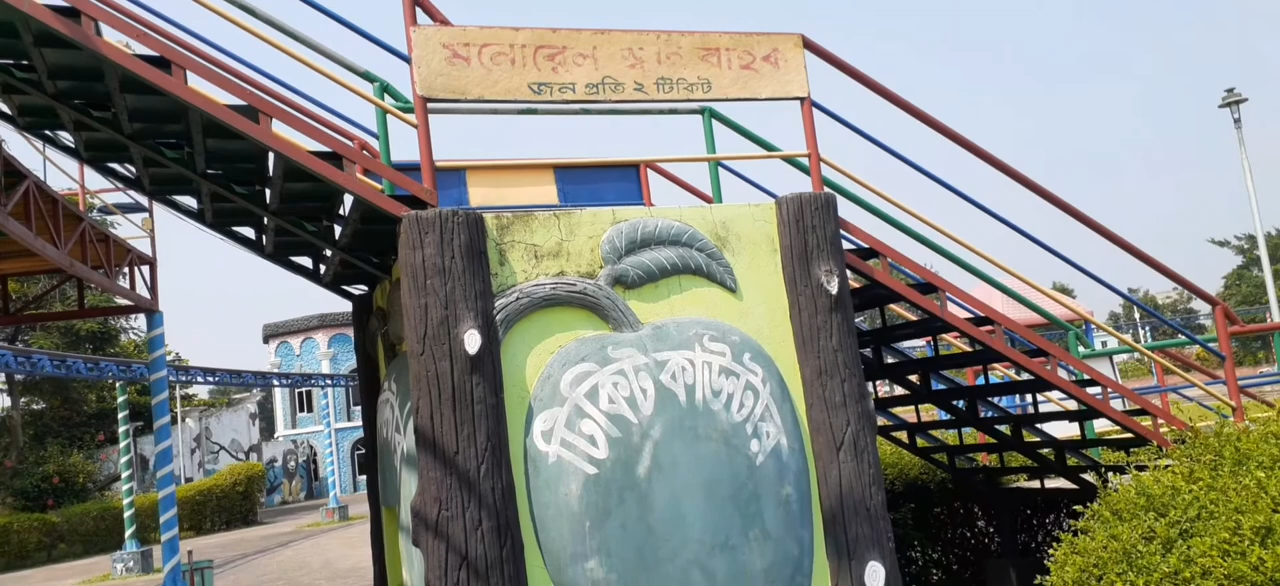 মনোরেল স্কাই বাইক
জন প্রতি ২ টিকিট
টিকিট কাউন্টার